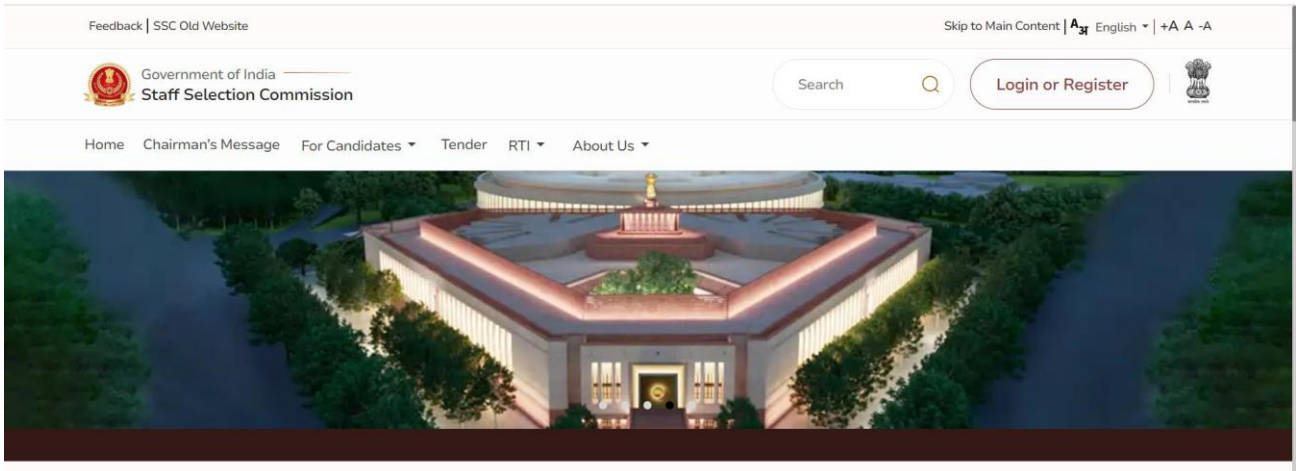 Feedback | SSC Old Website
Skip to Main Content | Aअ English | +A A -A
Government of India
Staff Selection Commission
Search
Login or Register
Home Chairman's Message For Candidates Tender RTI About Us